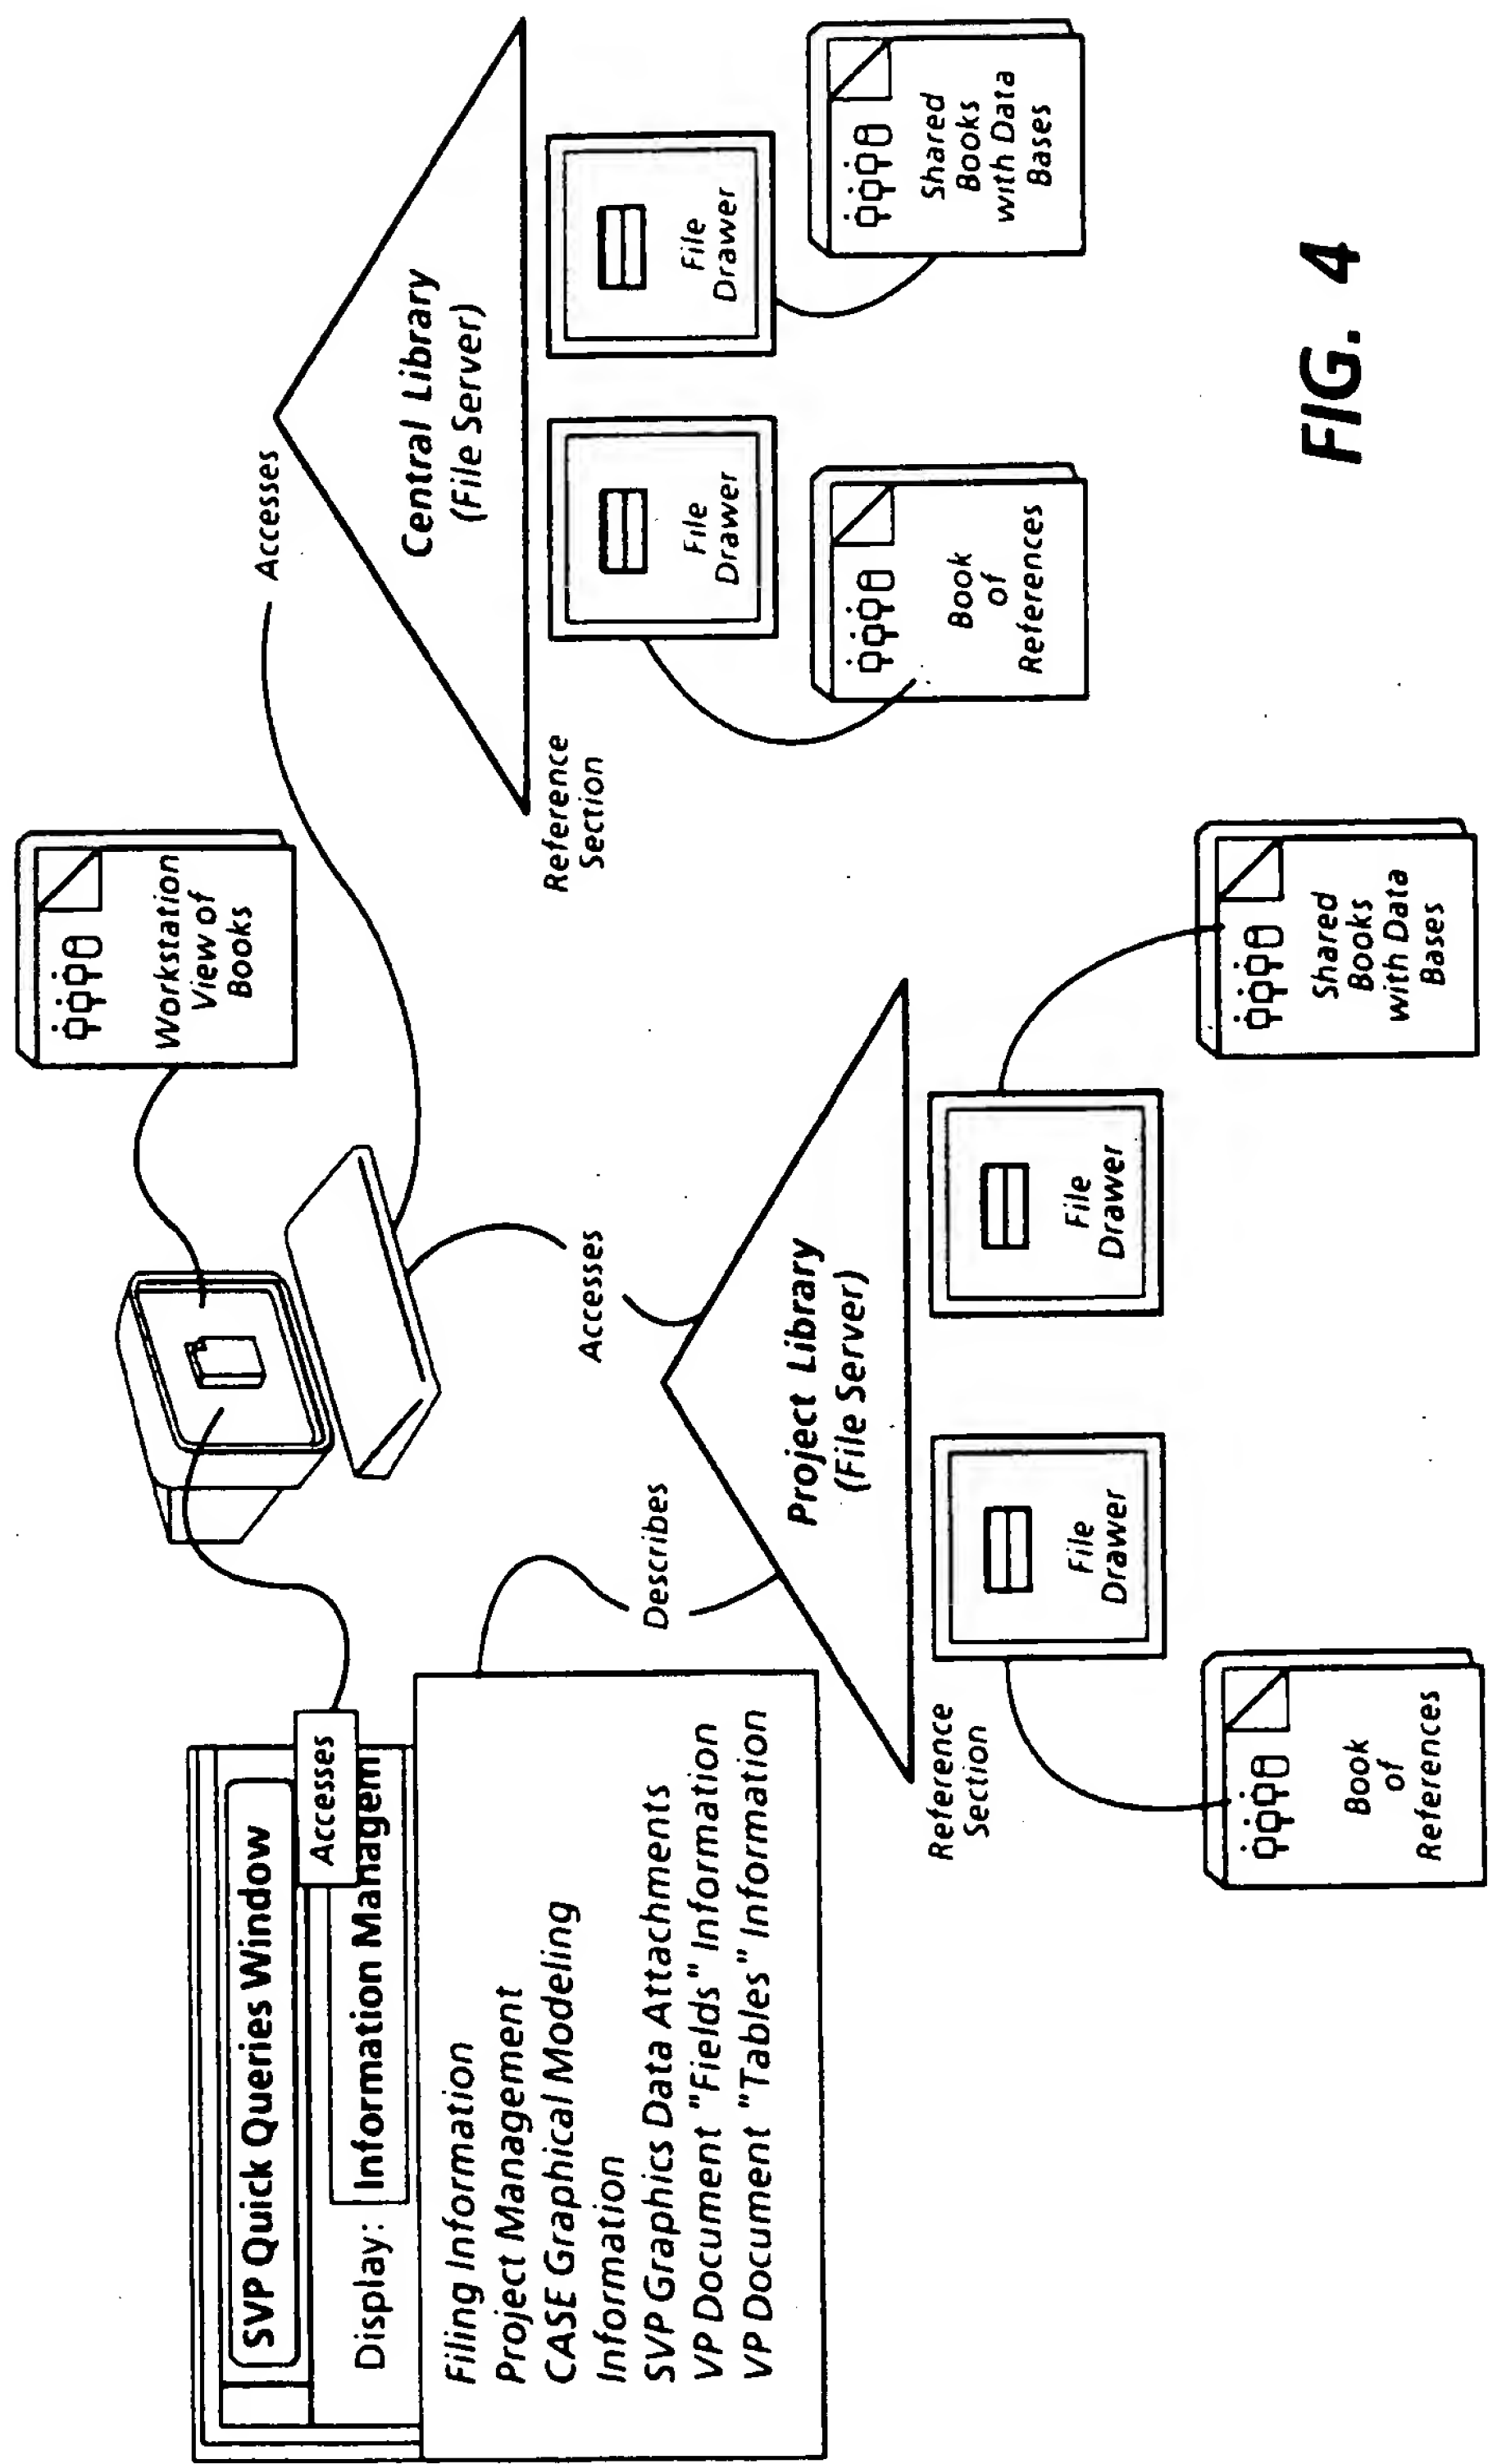 SVP Quick Queries Window
Accesses
Display: Information Managem
Filing Information
Project Management
CASE Graphical Modeling
Information
SVP Graphics Data Attachments
VP Document "Fields" Information
VP Document "Tables" Information
Describes
Workstation
View of
Books
Accesses
Accesses
Project Library
(File Server)
Reference
Section
File
Drawer
File
Drawer
Book
of
References
Shared
Books
with Data
Bases
Central Library
(File Server)
Reference
Section
File
Drawer
File
Drawer
Book
of
References
Shared
Books
with Data
Bases
FIG. 4